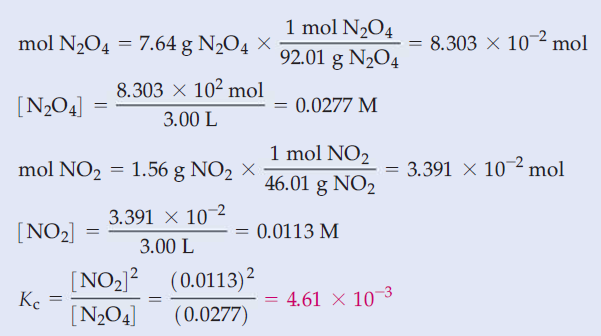 mol N₂O₄ = 7.64 g N₂O₄ × 1 mol N₂O₄ / 92.01 g N₂O₄ = 8.303 × 10⁻² mol
[N₂O₄] = 8.303 × 10² mol / 3.00 L = 0.0277 M
mol NO₂ = 1.56 g NO₂ × 1 mol NO₂ / 46.01 g NO₂ = 3.391 × 10⁻² mol
[NO₂] = 3.391 × 10⁻² / 3.00 L = 0.0113 M
Kc = [NO₂]² / [N₂O₄] = (0.0113)² / (0.0277) = 4.61 × 10⁻³